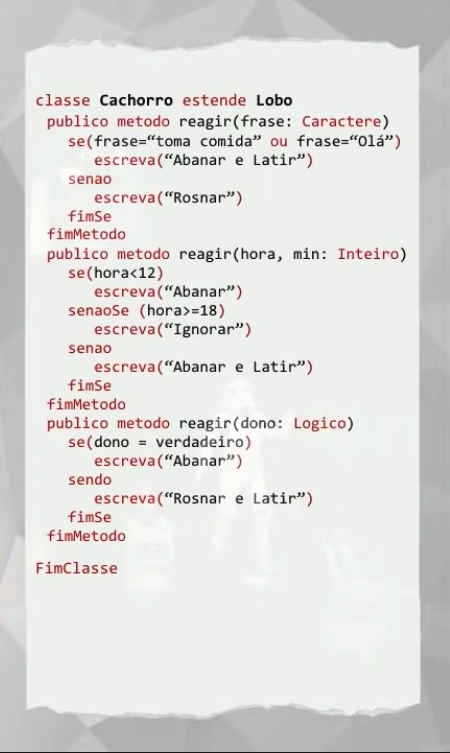 classe Cachorro estende Lobo
publico metodo reagir(frase: Caractere)
se(frase=“toma comida” ou frase=“Olá”)
escreva(“Abanar e Latir”)
senao
escreva(“Rosnar”)
fimSe
fimMetodo
publico metodo reagir(hora, min: Inteiro)
se(hora<12)
escreva(“Abanar”)
senaoSe (hora>=18)
escreva(“Ignorar”)
senao
escreva(“Abanar e Latir”)
fimSe
fimMetodo
publico metodo reagir(dono: Logico)
se(dono = verdadeiro)
escreva(“Abanar”)
sendo
escreva(“Rosnar e Latir”)
fimSe
fimMetodo
FimClasse